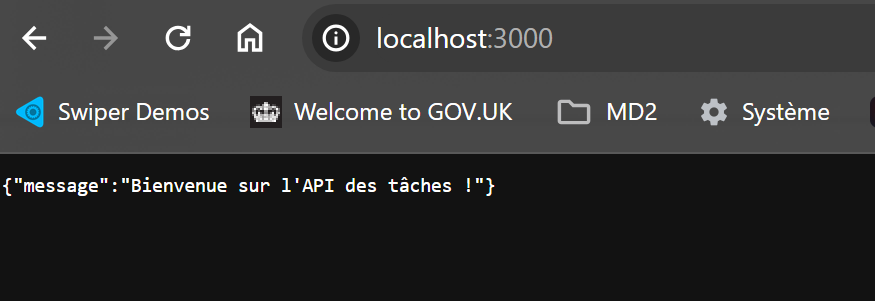 localhost:3000
Swiper Demos Welcome to GOV.UK MD2 Système
{"message":"Bienvenue sur l'API des tâches !"}